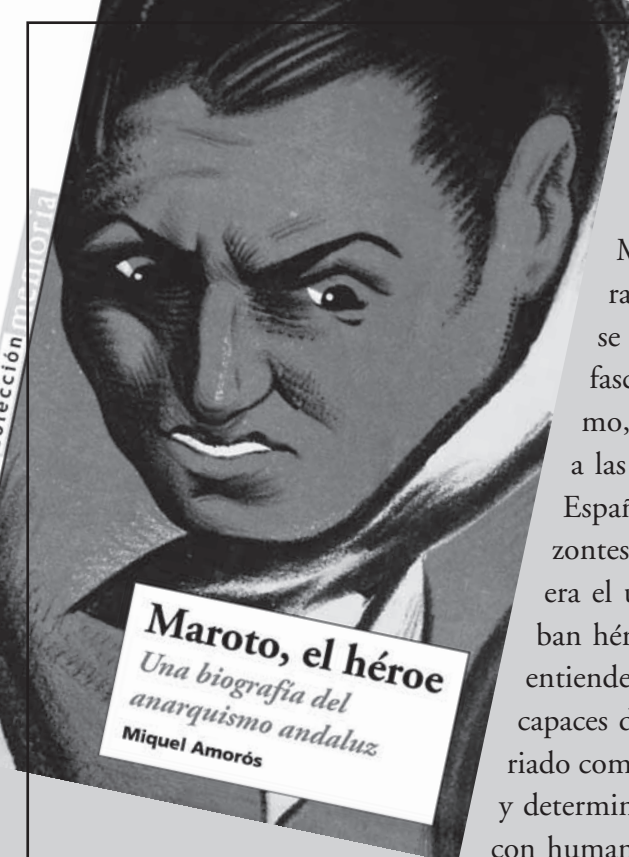 colección
memoria
Maroto, el héroe
Una biografía del
anarquismo andaluz
Miquel Amorós
M
ra
se
fasc
mo,
a las
Españ
zontes
era el u
ban hér
entiende
capaces d
riado com
y determin
con human